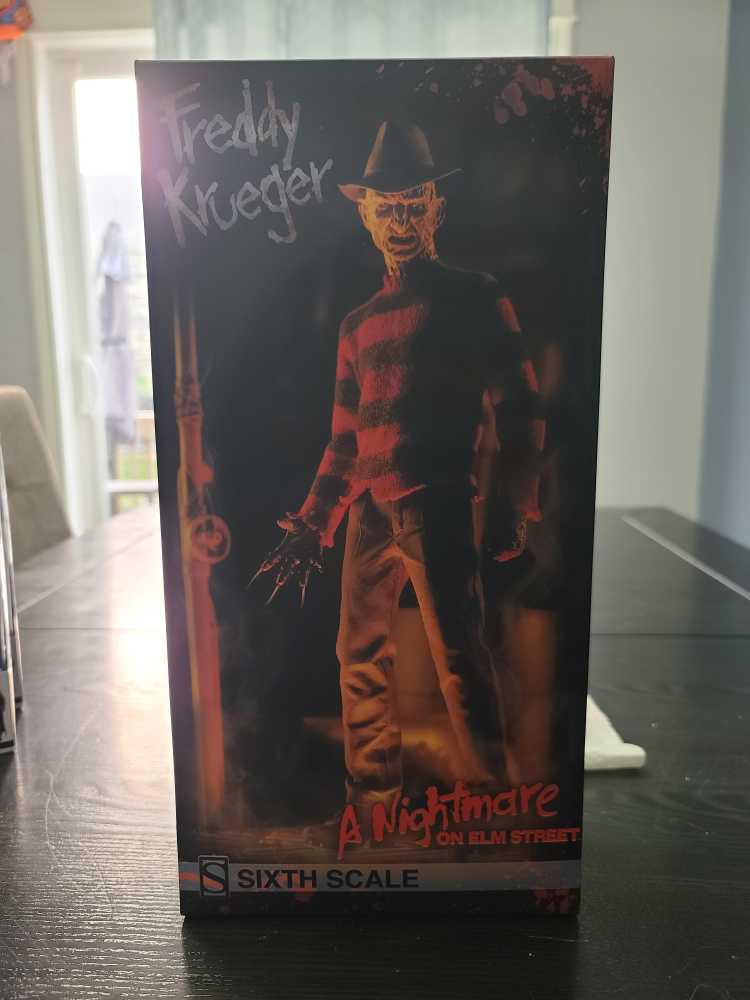 Freddy
Krueger
A Nightmare
ON ELM STREET
S SIXTH SCALE